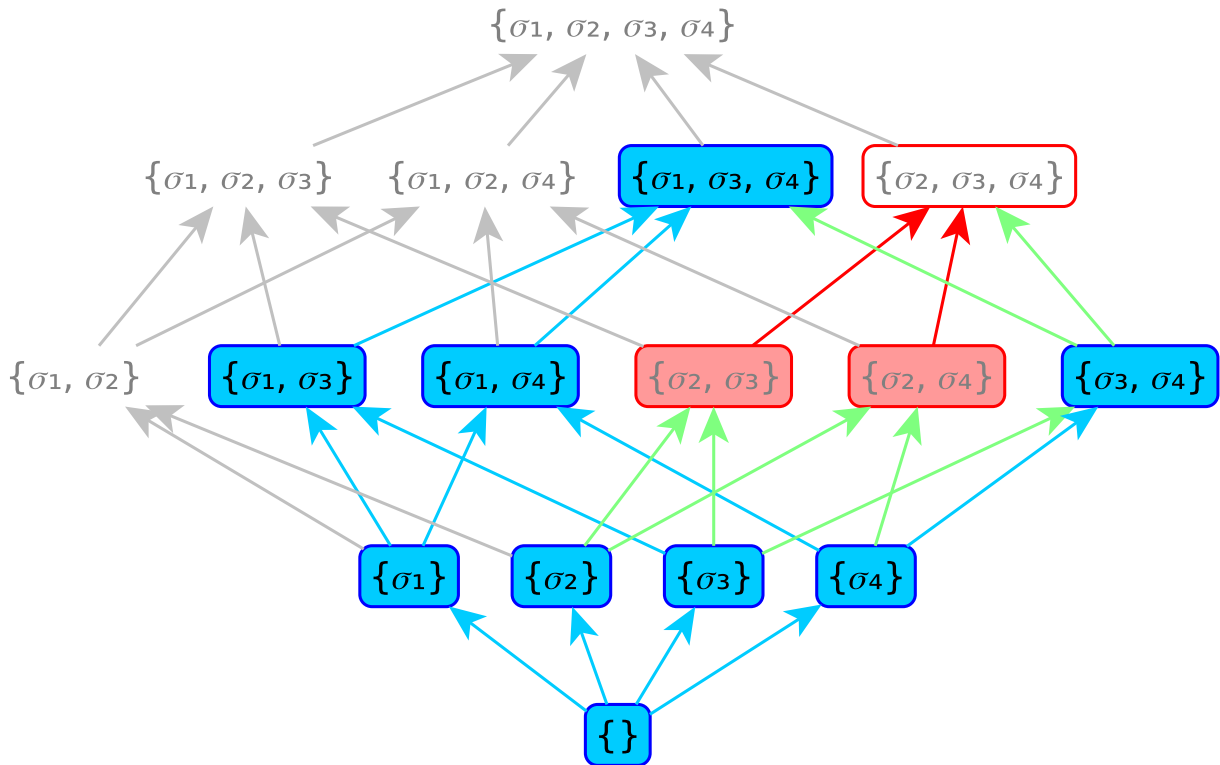 {σ1, σ2, σ3, σ4}
{σ1, σ2, σ3} {σ1, σ2, σ4} {σ1, σ3, σ4} {σ2, σ3, σ4}
{σ1, σ2} {σ1, σ3} {σ1, σ4} {σ2, σ3} {σ2, σ4} {σ3, σ4}
{σ1} {σ2} {σ3} {σ4}
{}